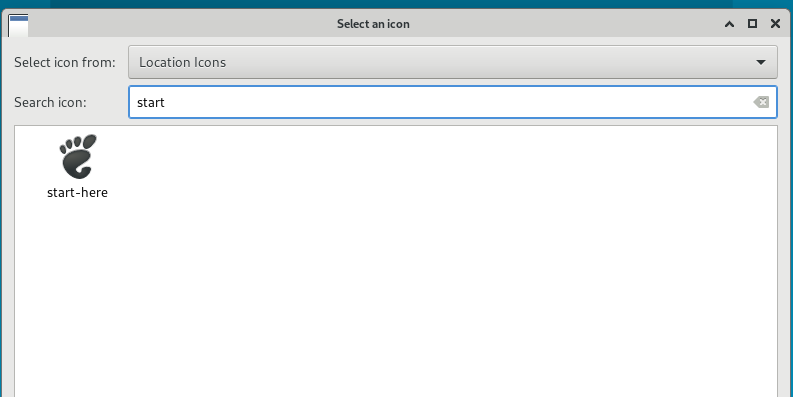 Select an icon
Select icon from: Location Icons
Search icon: start
start-here